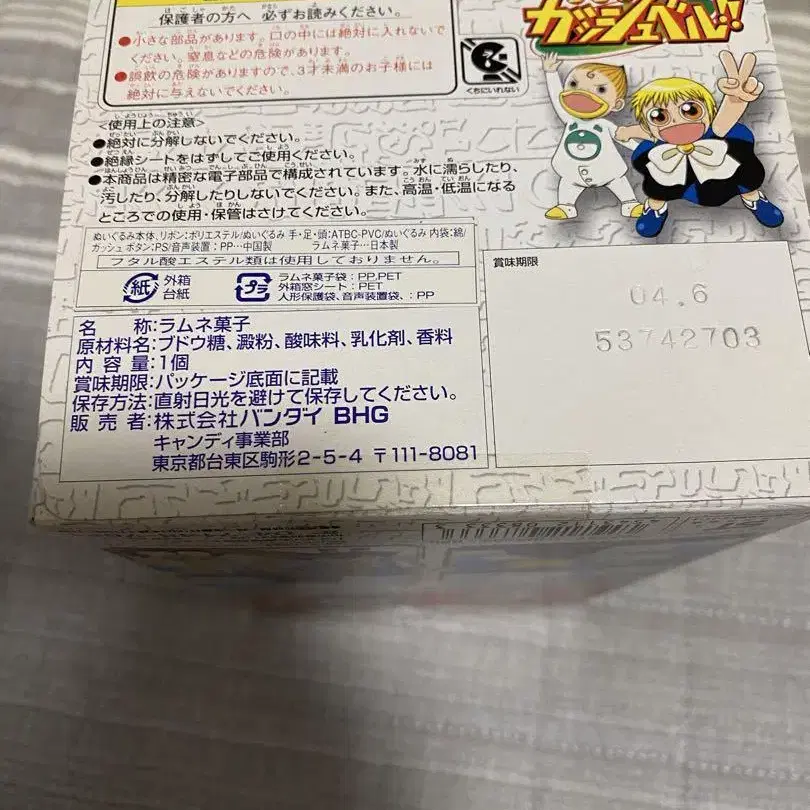 ガッシュベル!!
保護者の方へ 必ずお読みください。
●小さな部品があります。口の中には絶対に入れないで
ください。窒息などの危険があります。
●誤飲の危険がありますので、3才未満のお子様には
絶対に与えないでください。
くちにいれない
<使用上の注意>
●絶対に分解しないでください。
●絶縁シートをはずしてご使用ください。
●本商品は精密な電子部品で構成されています。水に濡らしたり、
汚したり、分解したりしないでください。また、高温・低温になる
ところでの使用・保管はさけてください。
ぬいぐるみ本体、リボン:ポリエステル/ぬいぐるみ 手・足・頭:ATBC-PVC/ぬいぐるみ 内袋:綿/
ガッシュ ボタン:PS/音声装置:PP…中国製 ラムネ菓子…日本製
フタル酸エステル類は使用しておりません。
紙 外箱
台紙
プラ ラムネ菓子袋:PP,PET
外箱窓シート:PET
人形保護袋、音声装置袋、:PP
名 称:ラムネ菓子
原材料名:ブドウ糖、澱粉、酸味料、乳化剤、香料
内 容 量:1個
賞味期限:パッケージ底面に記載
保存方法:直射日光を避けて保存してください。
販 売 者:株式会社バンダイ BHG
キャンディ事業部
東京都台東区駒形2-5-4 〒111-8081
賞味期限
04.6
53742703